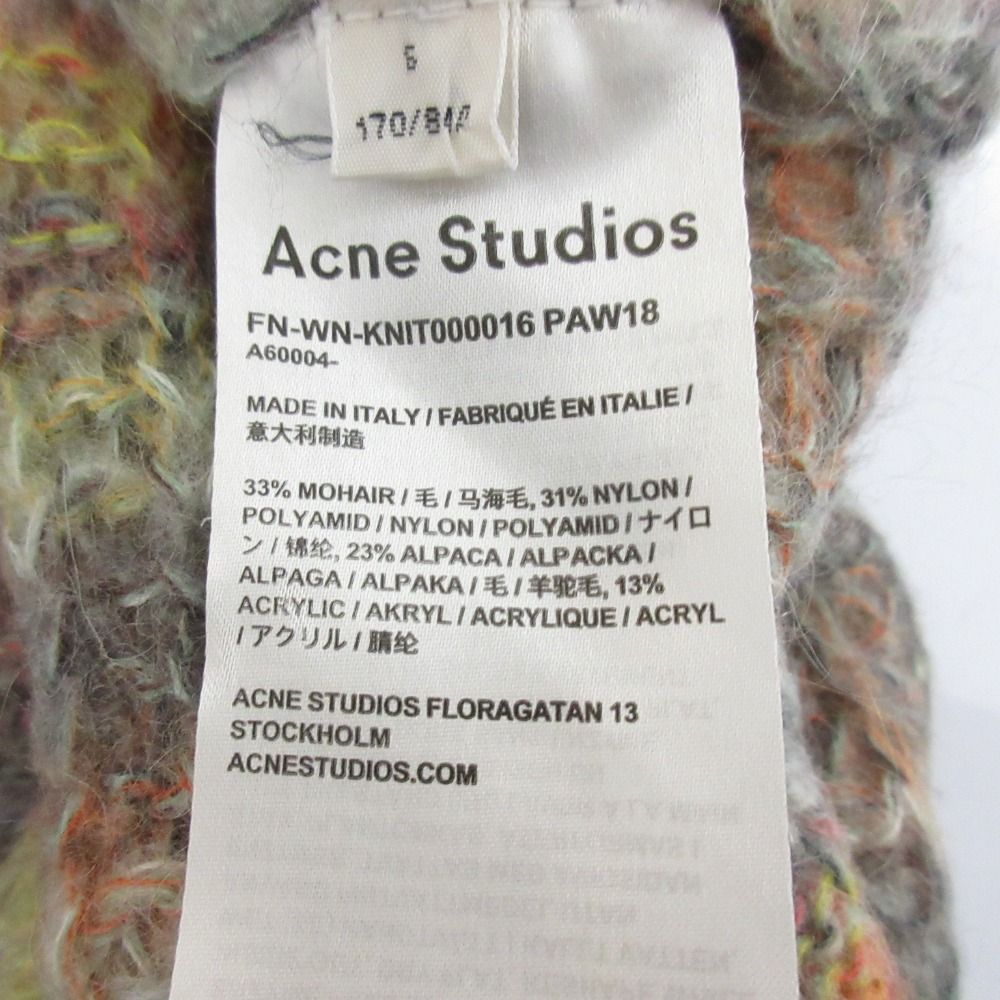 170/84
Acne Studios
FN-WN-KNIT000016 PAW18
A60004-
MADE IN ITALY / FABRIQUÉ EN ITALIE /
意大利制造
33% MOHAIR / 毛 / 马海毛, 31% NYLON /
POLYAMID / NYLON / POLYAMID / ナイロ
ン / 锦纶, 23% ALPACA / ALPACKA /
ALPAGA / ALPAKA / 毛 / 羊驼毛, 13%
ACRYLIC / AKRYL / ACRYLIQUE / ACRYL
/ アクリル / 腈纶
ACNE STUDIOS FLORAGATAN 13
STOCKHOLM
ACNESTUDIOS.COM